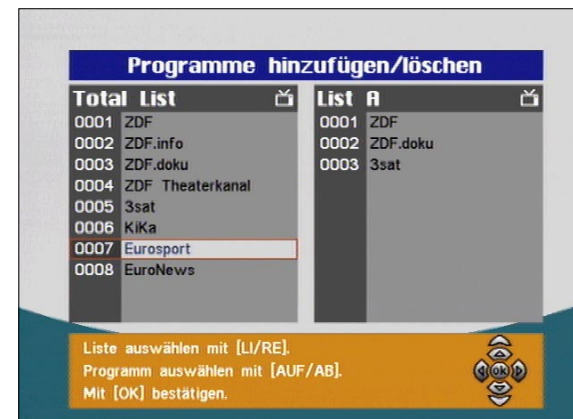 Programme hinzufügen/löschen
Total List
0001 ZDF
0002 ZDF.info
0003 ZDF.doku
0004 ZDF Theaterkanal
0005 3sat
0006 KiKa
0007 Eurosport
0008 EuroNews
List A
0001 ZDF
0002 ZDF.doku
0003 3sat
Liste auswählen mit [LI/RE].
Programm auswählen mit [AUF/AB].
Mit [OK] bestätigen.
OK